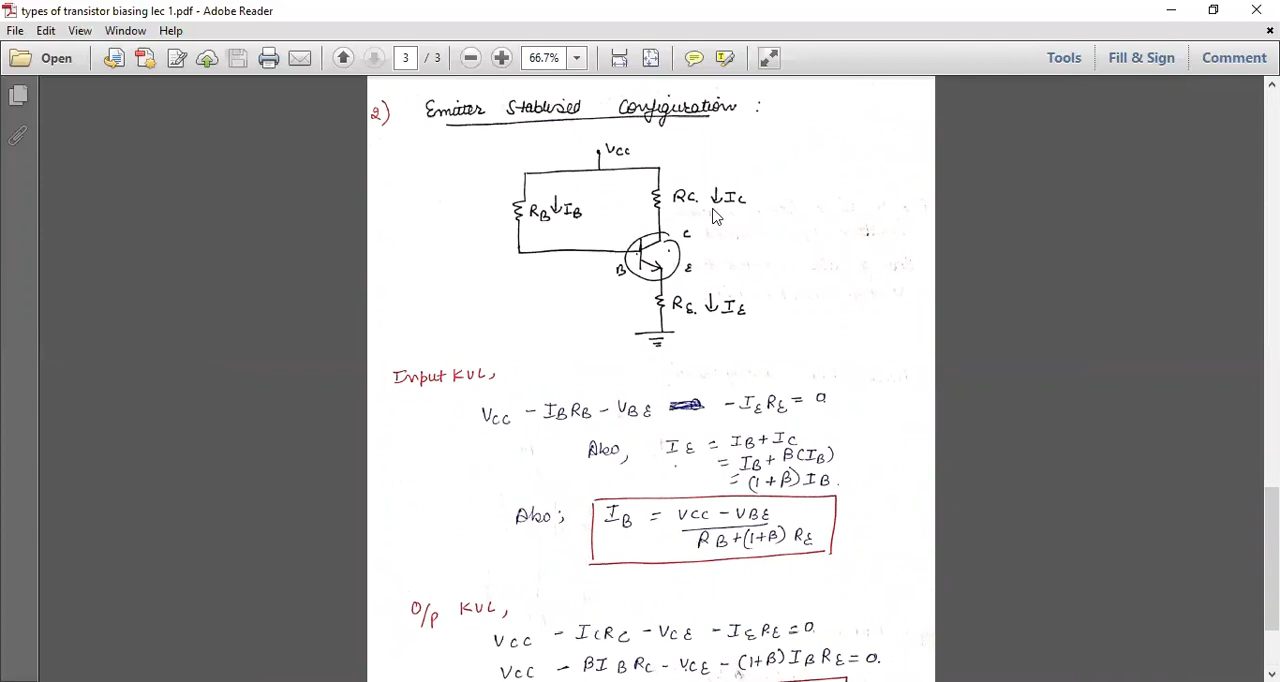 types of transistor biasing lec 1.pdf - Adobe Reader
File Edit View Window Help
Open 3 / 3 66.7% Tools Fill & Sign Comment
2) Emitter Stablised Configuration :
VCC
RB ↓IB RC. ↓IC
C
B E
RE. ↓IE
Input KVL,
VCC - IBRB - VBE - IERE = 0
Also, IE = IB + IC
= IB + β(IB)
= (1+β) IB.
Also; IB = VCC - VBE
RB+(1+β) RE
O/p KVL,
VCC - ICRC - VCE - IERE = 0.
VCC - βIBRC - VCE - (1+β) IBRE = 0.